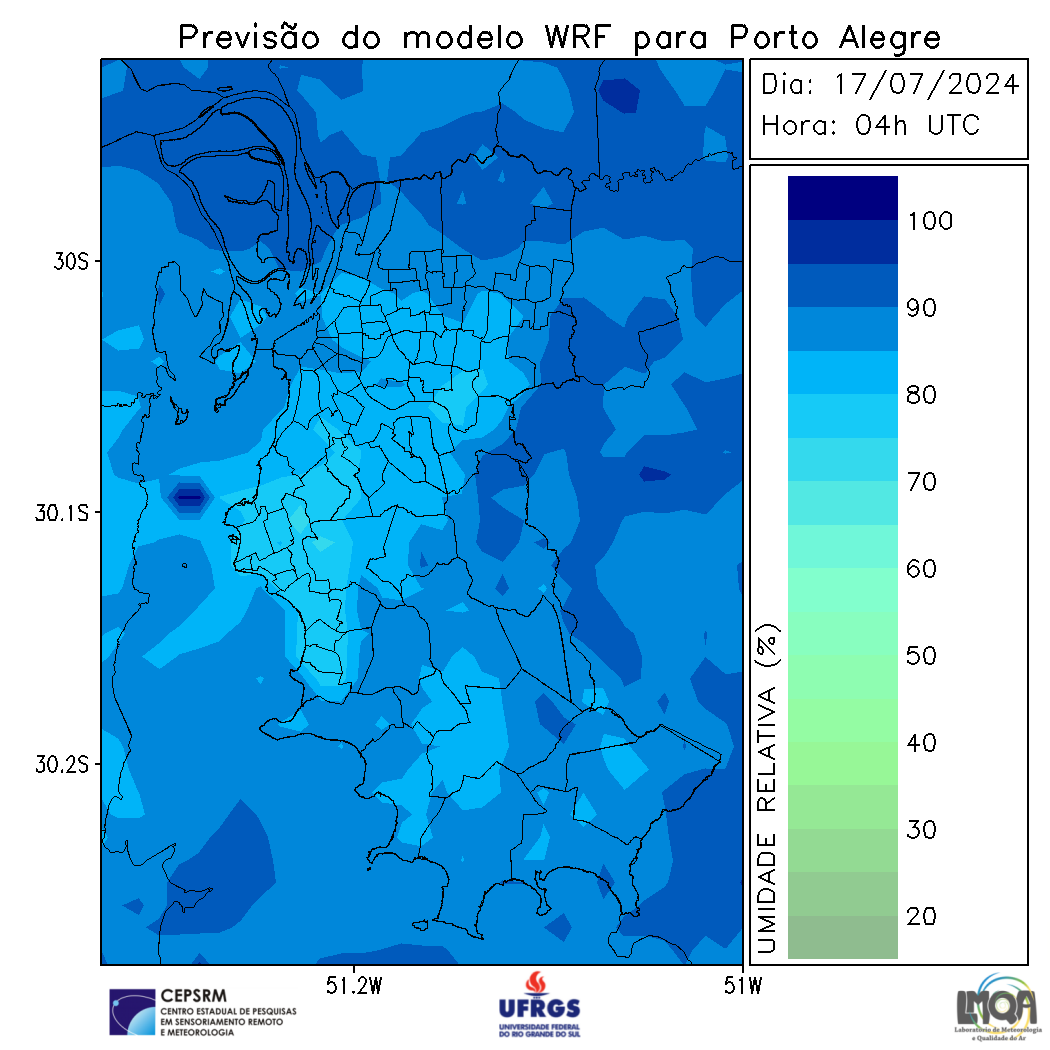 Previsão do modelo WRF para Porto Alegre
Dia: 17/07/2024
Hora: 04h UTC
30S
30.1S
30.2S
51.2W
51W
100
90
80
70
60
50
40
30
20
UMIDADE RELATIVA (%)
CEPSRM
CENTRO ESTADUAL DE PESQUISAS
EM SENSORIAMENTO REMOTO
E METEOROLOGIA
UFRGS
UNIVERSIDADE FEDERAL
DO RIO GRANDE DO SUL
LMQA
Laboratório de Meteorologia
e Qualidade do Ar